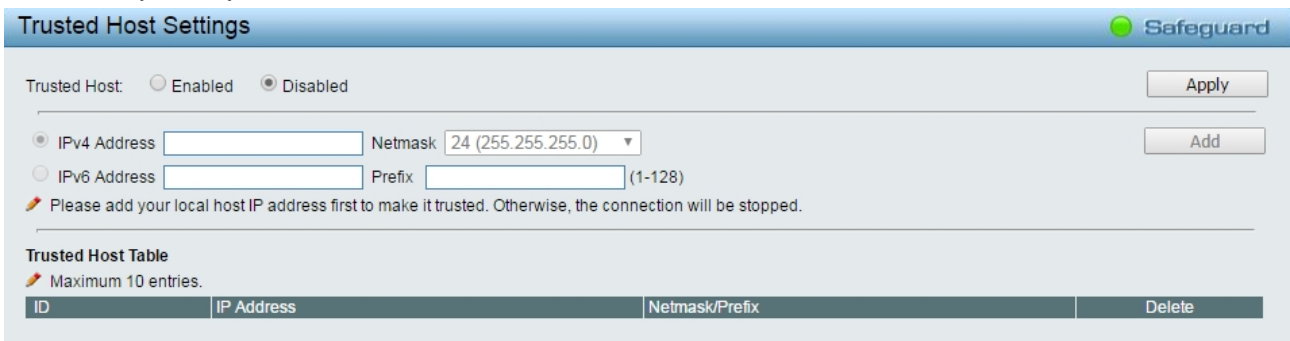 Trusted Host Settings Safeguard
Trusted Host: Enabled Disabled Apply
IPv4 Address Netmask 24 (255.255.255.0) Add
IPv6 Address Prefix (1-128)
Please add your local host IP address first to make it trusted. Otherwise, the connection will be stopped.
Trusted Host Table
Maximum 10 entries.
ID IP Address Netmask/Prefix Delete